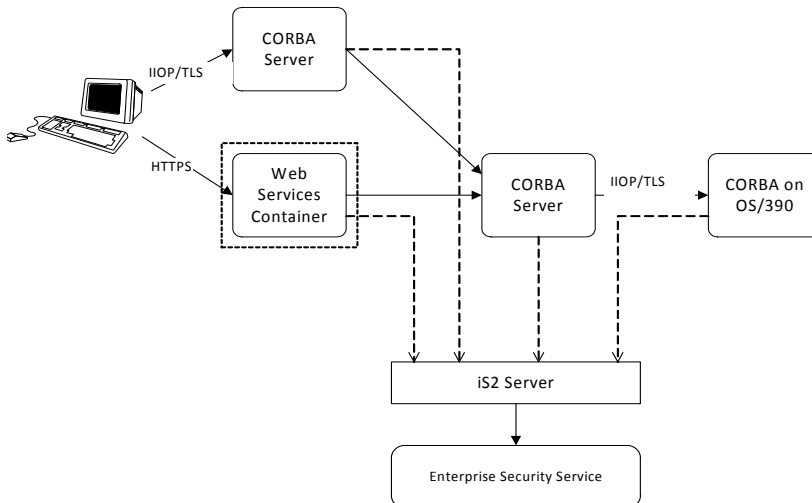 CORBA
Server
IIOP/TLS
HTTPS
Web
Services
Container
CORBA
Server
IIOP/TLS
CORBA on
OS/390
iS2 Server
Enterprise Security Service